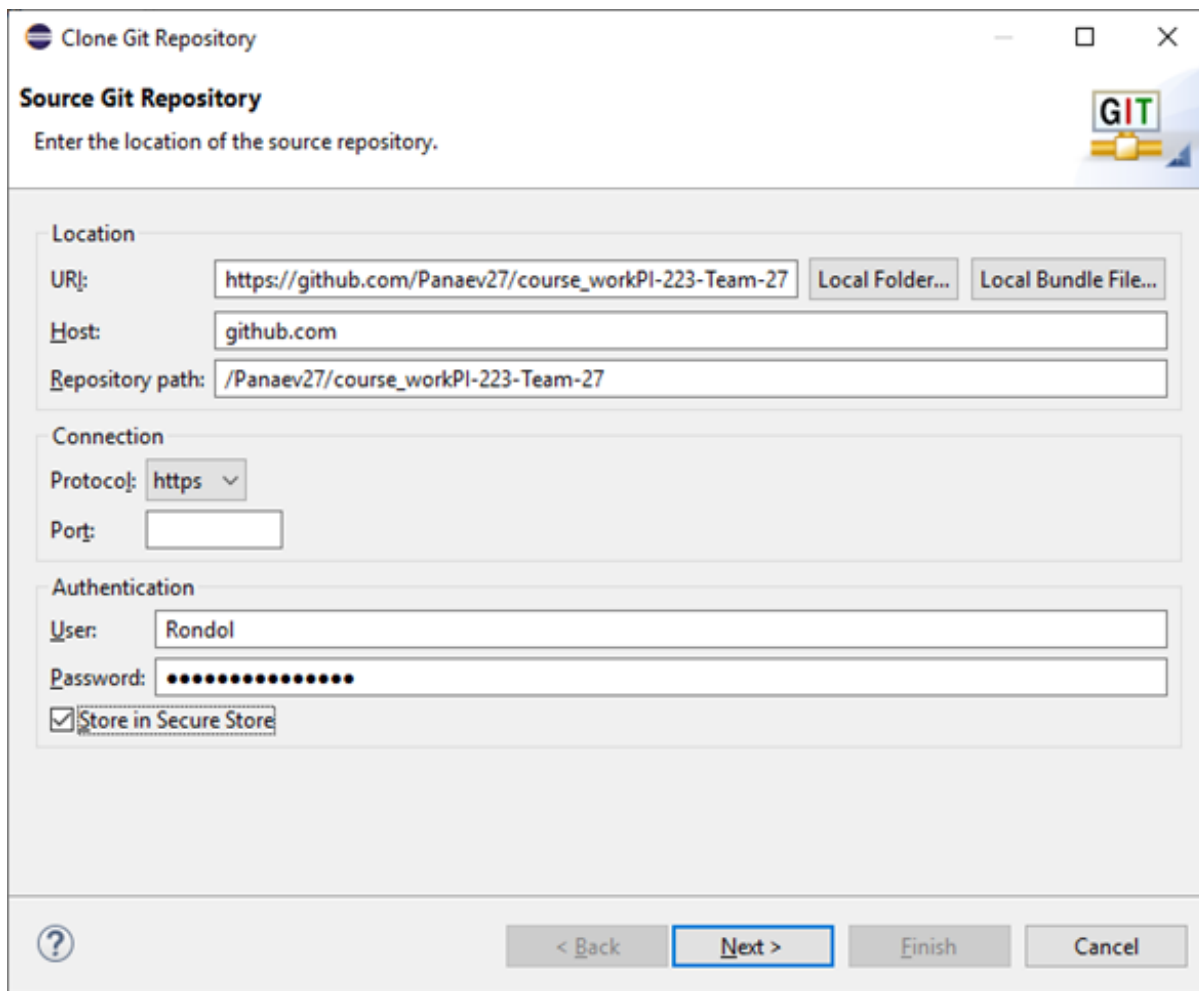 Clone Git Repository
Source Git Repository
Enter the location of the source repository.
GIT
Location
URI: https://github.com/Panaev27/course_workPI-223-Team-27 Local Folder... Local Bundle File...
Host: github.com
Repository path: /Panaev27/course_workPI-223-Team-27
Connection
Protocol: https
Port:
Authentication
User: Rondol
Password: ●●●●●●●●●●●●●●●
Store in Secure Store
?
< Back Next > Finish Cancel